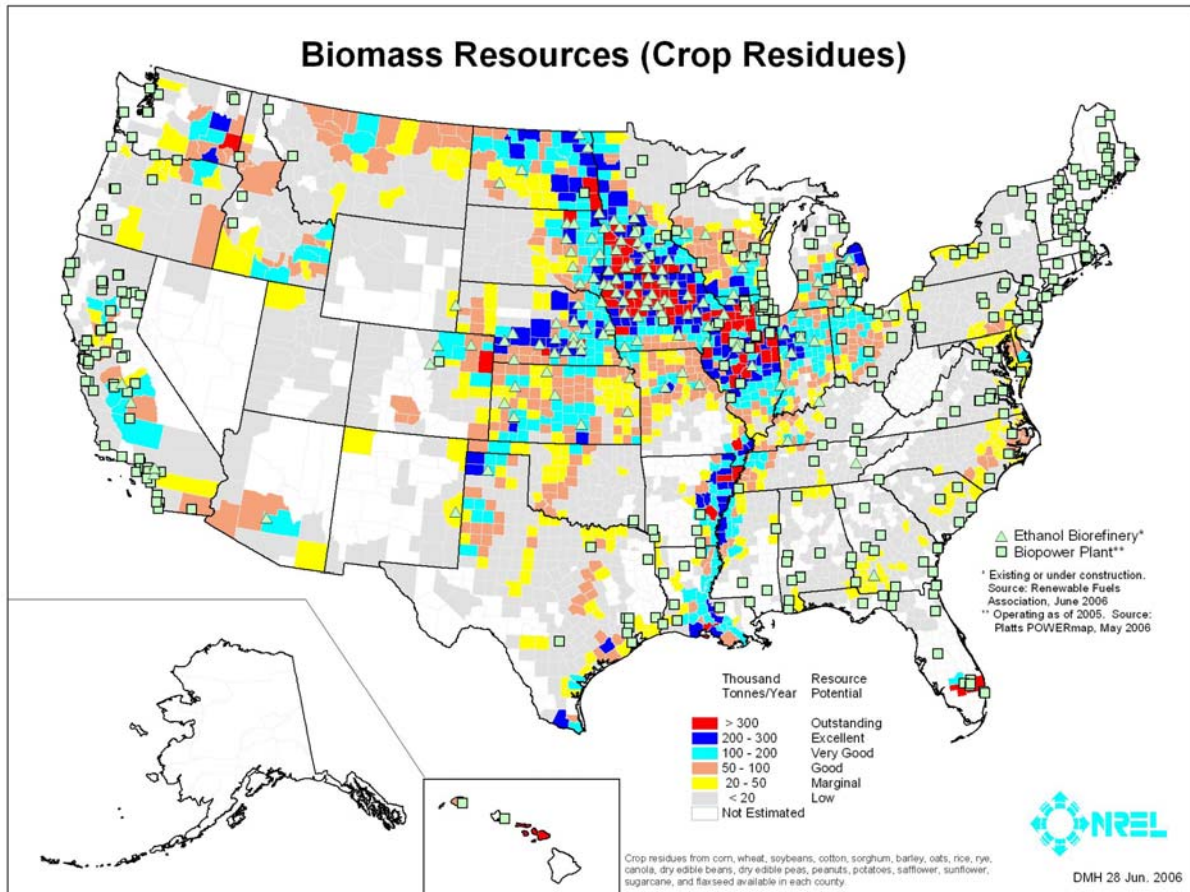 Biomass Resources (Crop Residues)
Ethanol Biorefinery*
Biopower Plant**
* Existing or under construction.
Source: Renewable Fuels
Association, June 2006
** Operating as of 2005. Source:
Platts POWERmap, May 2006
Thousand Resource
Tonnes/Year Potential
> 300 Outstanding
200 - 300 Excellent
100 - 200 Very Good
50 - 100 Good
20 - 50 Marginal
< 20 Low
Not Estimated
Crop residues from corn, wheat, soybeans, cotton, sorghum, barley, oats, rice, rye,
canola, dry edible beans, dry edible peas, peanuts, potatoes, safflower, sunflower,
sugarcane, and flaxseed available in each county.
NREL
DMH 28 Jun. 2006